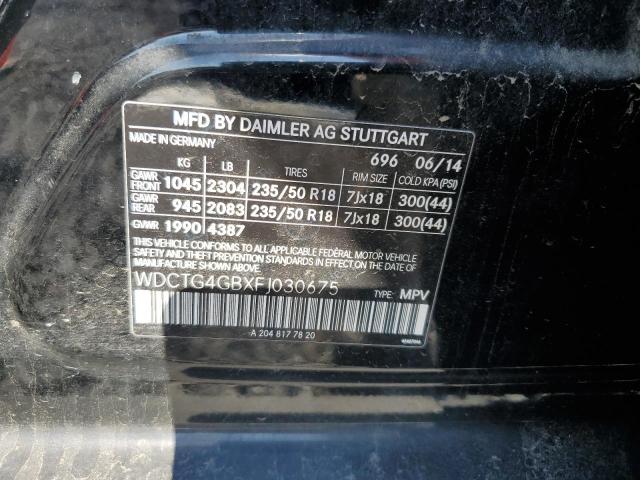 MFD BY DAIMLER AG STUTTGART
MADE IN GERMANY
696 06/14
KG LB TIRES RIM SIZE COLD KPA(PSI)
GAWR FRONT 1045 2304 235/50 R18 7Jx18 300(44)
GAWR REAR 945 2083 235/50 R18 7Jx18 300(44)
GVWR 1990 4387
THIS VEHICLE CONFORMS TO ALL APPLICABLE FEDERAL MOTOR VEHICLE
SAFETY AND THEFT PREVENTION STANDARDS IN EFFECT
ON THE DATE OF MANUFACTURE SHOWN ABOVE.
WDCTG4GBXFJ030675
TYPE: MPV
A 204 817 78 20